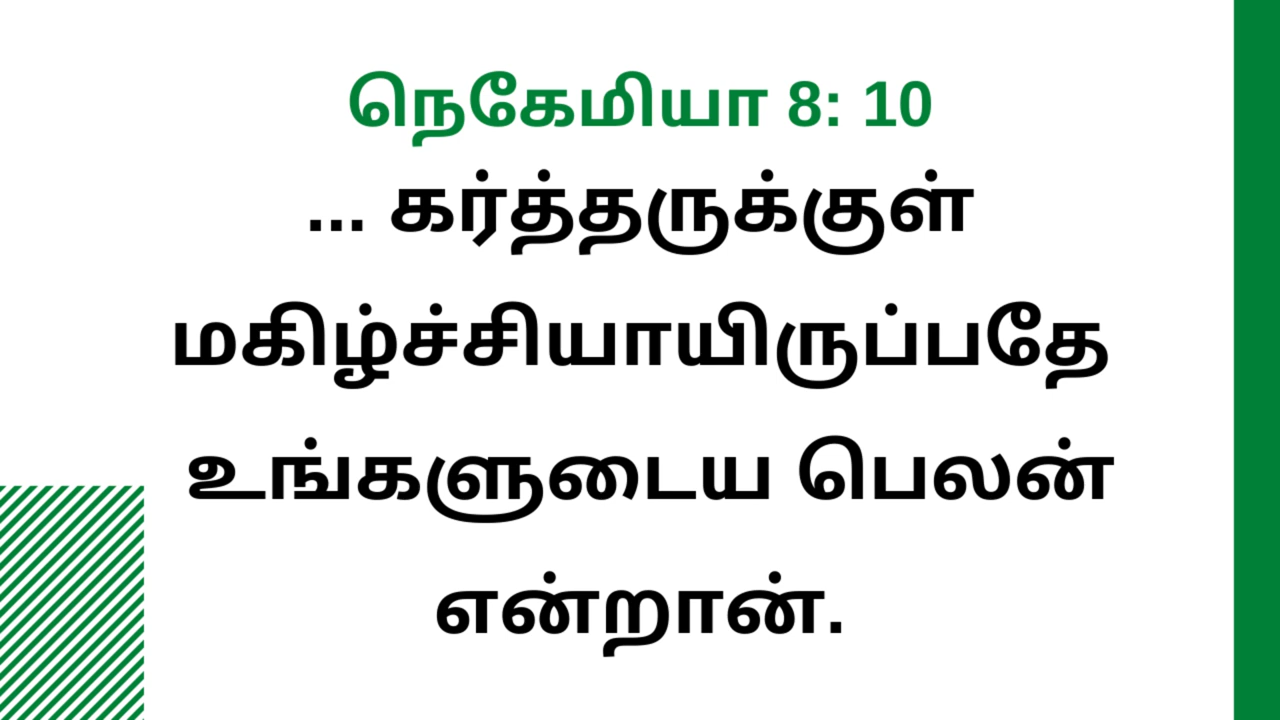 நெகேமியா 8: 10
... கர்த்தருக்குள்
மகிழ்ச்சியாயிருப்பதே
உங்களுடைய பெலன்
என்றான்.